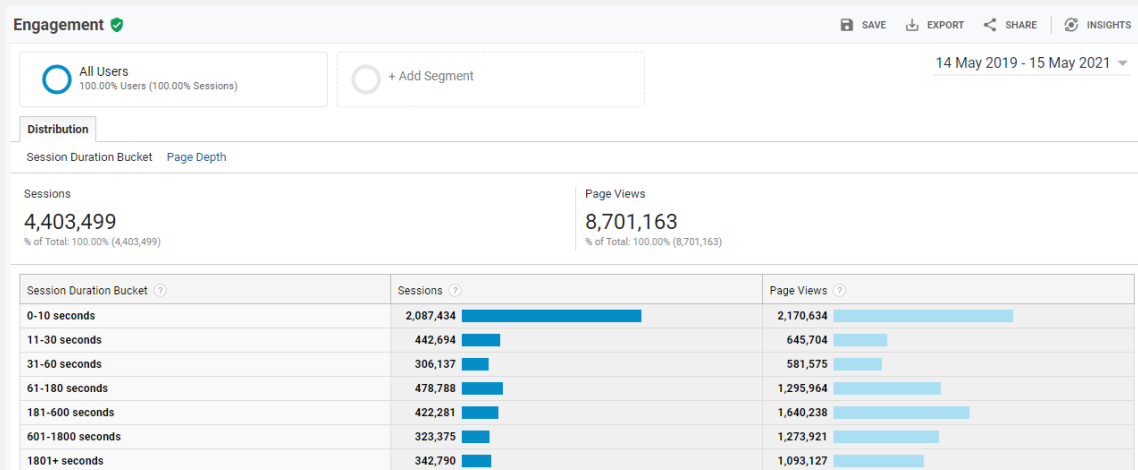 Engagement
SAVE EXPORT SHARE INSIGHTS
All Users
100.00% Users (100.00% Sessions)
+ Add Segment
14 May 2019 - 15 May 2021
Distribution
Session Duration Bucket Page Depth
Sessions Page Views
4,403,499 8,701,163
% of Total: 100.00% (4,403,499) % of Total: 100.00% (8,701,163)
Session Duration Bucket ? Sessions ? Page Views ?
0-10 seconds 2,087,434 2,170,634
11-30 seconds 442,694 645,704
31-60 seconds 306,137 581,575
61-180 seconds 478,788 1,295,964
181-600 seconds 422,281 1,640,238
601-1800 seconds 323,375 1,273,921
1801+ seconds 342,790 1,093,127